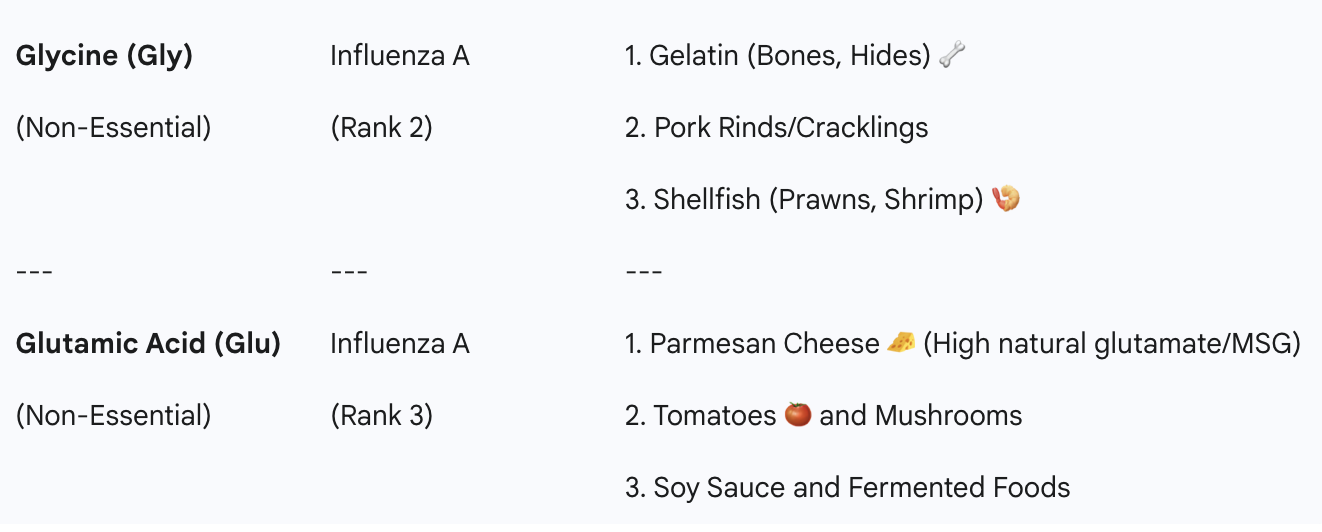 Glycine (Gly) Influenza A 1. Gelatin (Bones, Hides) 🦴
(Non-Essential) (Rank 2) 2. Pork Rinds/Cracklings
3. Shellfish (Prawns, Shrimp) 🍤
--- --- ---
Glutamic Acid (Glu) Influenza A 1. Parmesan Cheese 🧀 (High natural glutamate/MSG)
(Non-Essential) (Rank 3) 2. Tomatoes 🍅 and Mushrooms
3. Soy Sauce and Fermented Foods